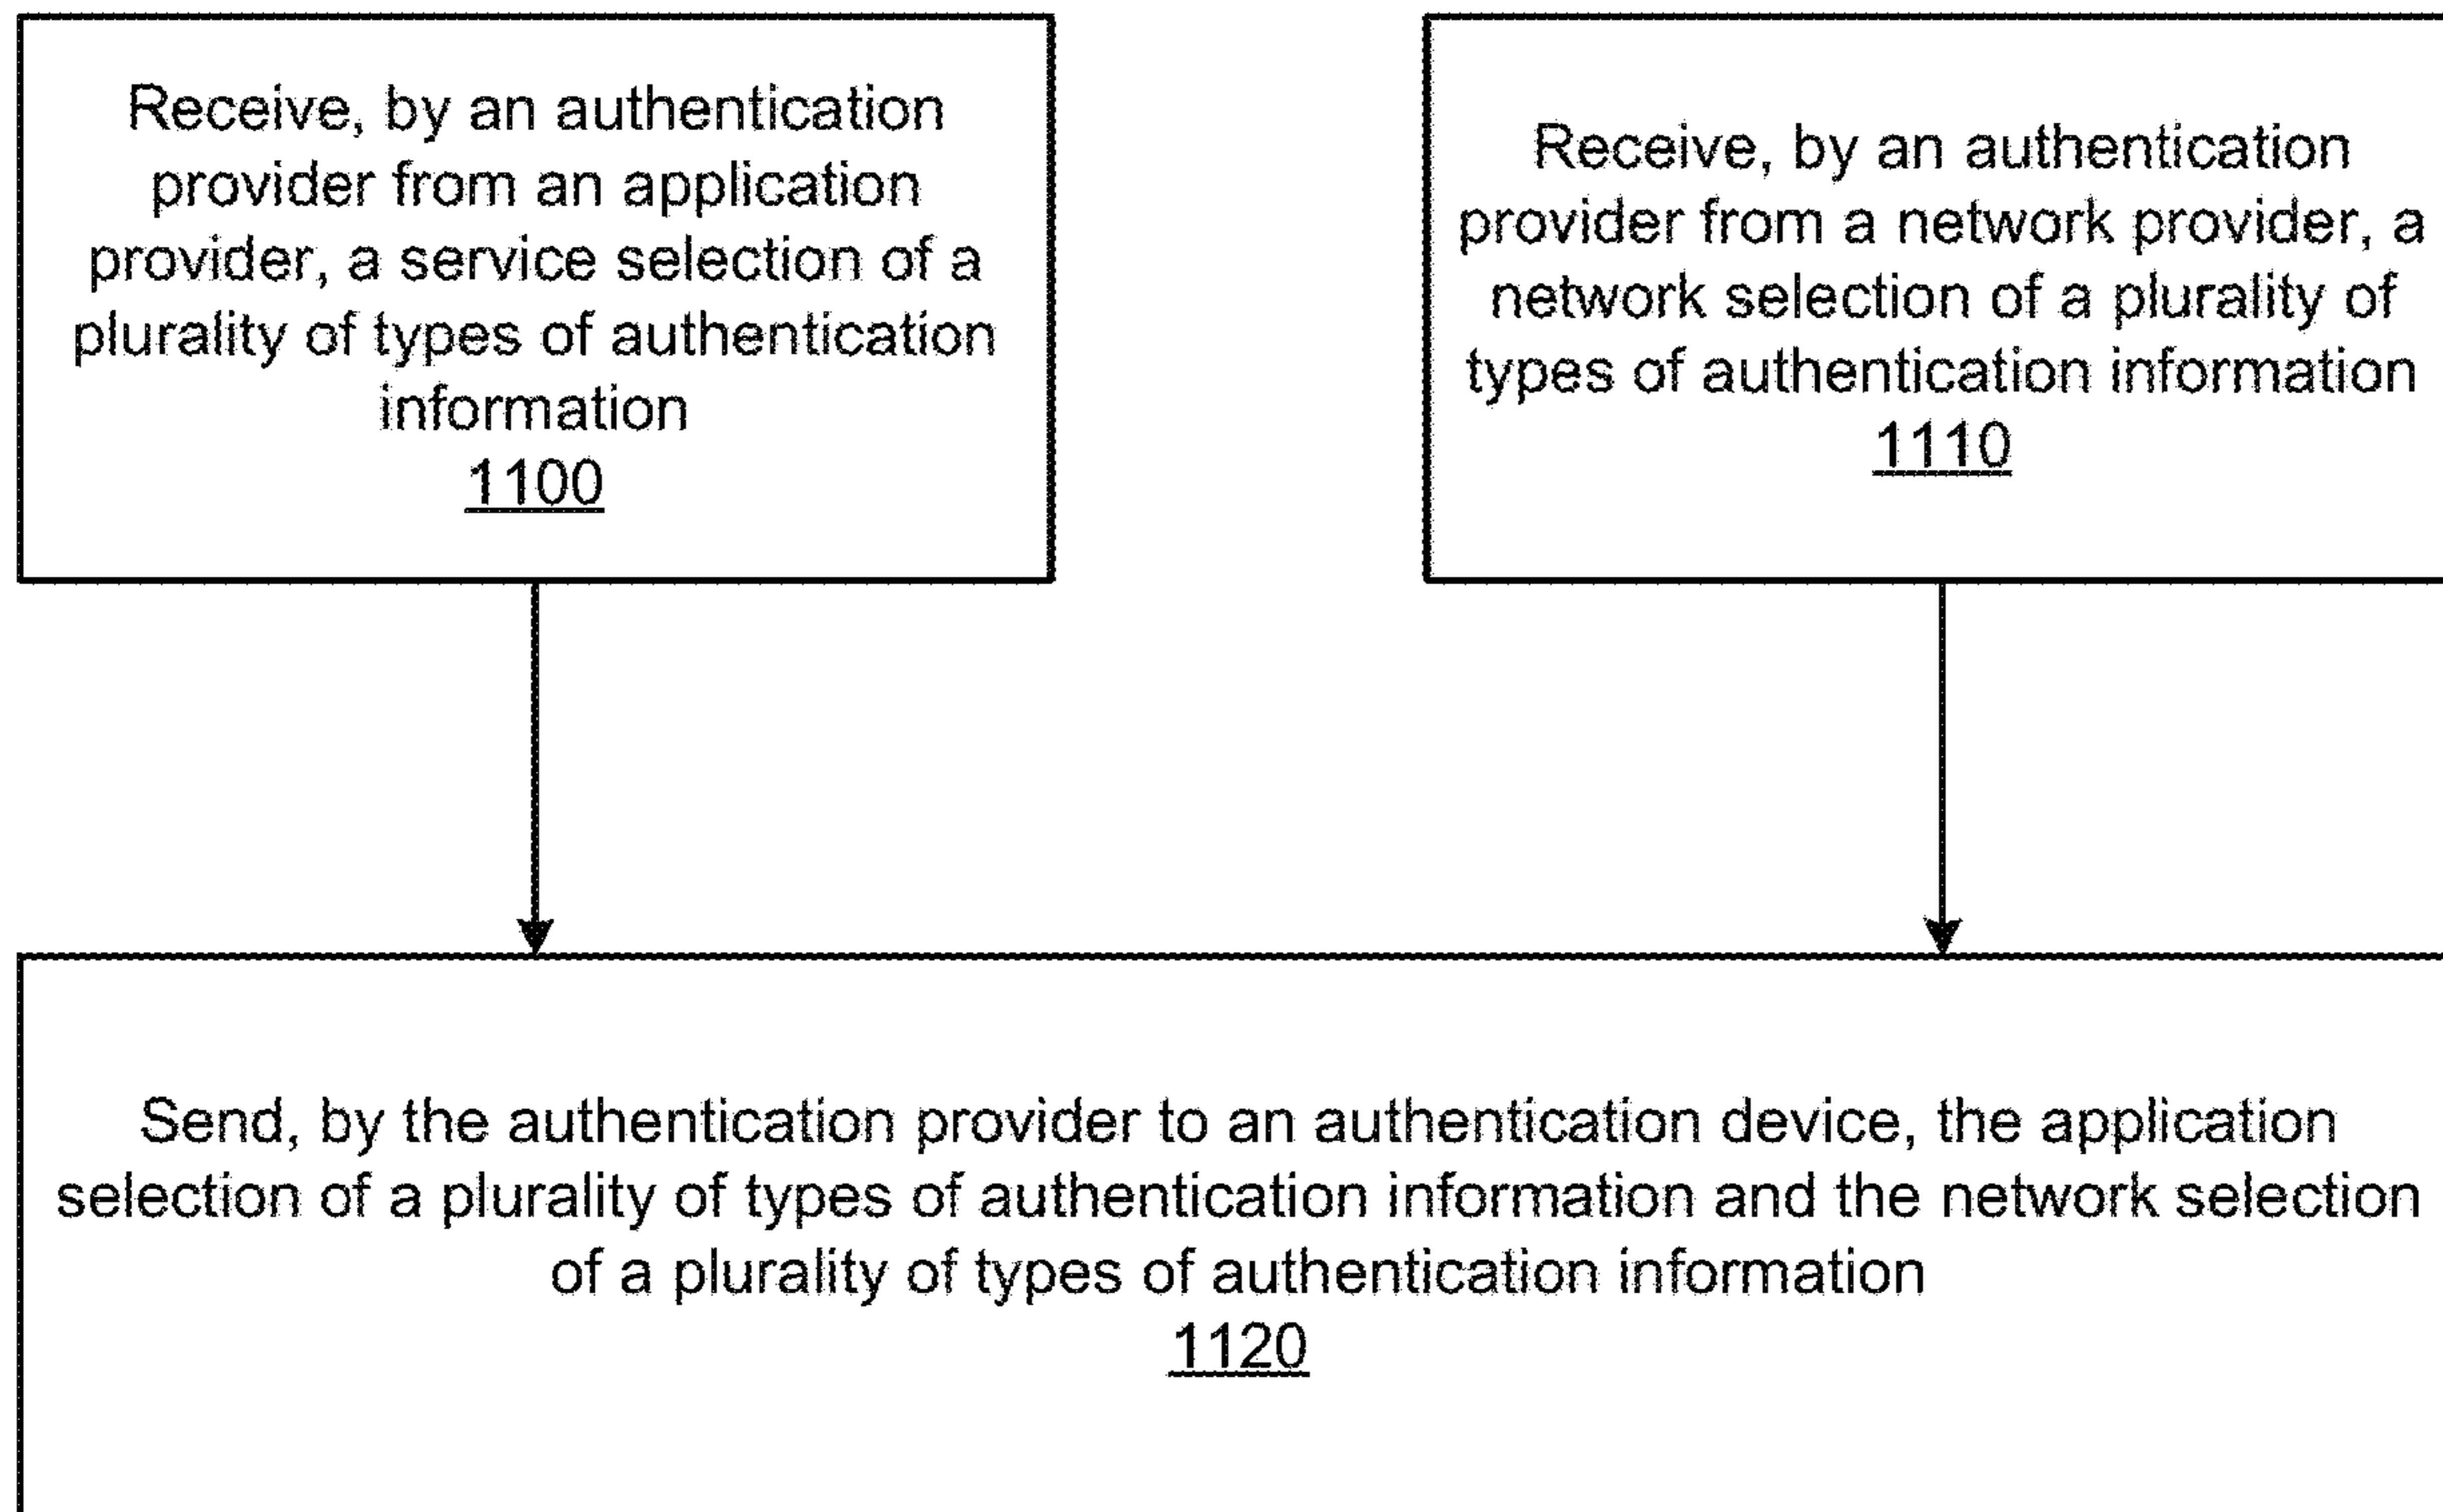 Receive, by an authentication
provider from an application
provider, a service selection of a
plurality of types of authentication
information
1100
Receive, by an authentication
provider from a network provider, a
network selection of a plurality of
types of authentication information
1110
Send, by the authentication provider to an authentication device, the application
selection of a plurality of types of authentication information and the network selection
of a plurality of types of authentication information
1120